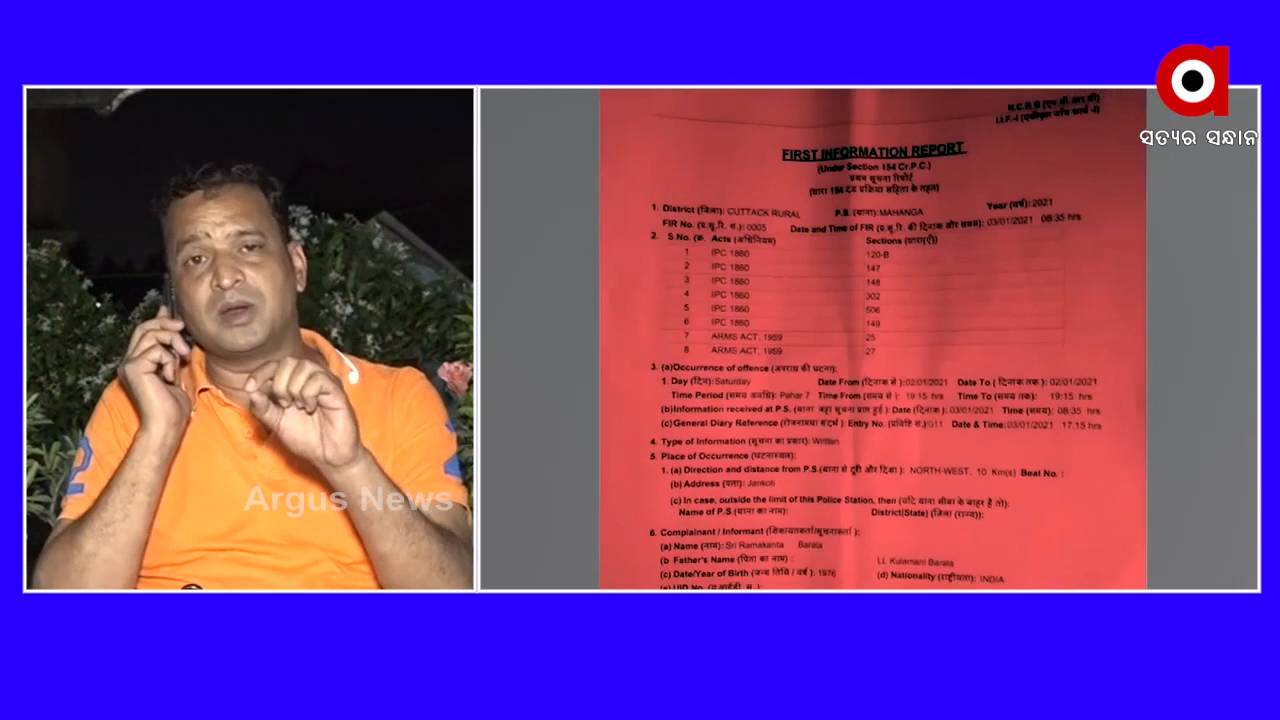 ସତ୍ୟର ସନ୍ଧାନ
Argus News
N.C.R.B (एन.सी.आर.बी)
I.I.F.-I (एकीकृत जाँच फार्म -I)
FIRST INFORMATION REPORT
(Under Section 154 Cr.P.C.)
प्रथम सूचना रिपोर्ट
(धारा 154 दंड प्रक्रिया संहिता के तहत)
1. District (जिला): CUTTACK RURAL P.S. (थाना): MAHANGA Year (वर्ष): 2021
FIR No. (प्र.सू.रि. सं.): 0005 Date and Time of FIR (प्र.सू.रि. की दिनांक और समय): 03/01/2021 08:35 hrs
2. S.No. (क्र. Acts (अधिनियम) Sections (धारा(एँ))
1 IPC 1860 120-B
2 IPC 1860 147
3 IPC 1860 148
4 IPC 1860 302
5 IPC 1860 506
6 IPC 1860 149
7 ARMS ACT, 1959 25
8 ARMS ACT, 1959 27
3. (a)Occurrence of offence (अपराध की घटना):
1. Day (दिन): Saturday Date From (दिनांक से): 02/01/2021 Date To (दिनांक तक): 02/01/2021
Time Period (समय अवधि): Pahar 7 Time From (समय से): 19:15 hrs Time To (समय तक): 19:15 hrs
(b)Information received at P.S. (थाना जहा सूचना प्राप्त हुई): Date (दिनांक): 03/01/2021 Time (समय): 08:35 hrs
(c)General Diary Reference (रोजनामचा संदर्भ): Entry No. (प्रविष्टि सं.): 011 Date & Time: 03/01/2021 17:15 hrs
4. Type of Information (सूचना का प्रकार): Written
5. Place of Occurrence (घटनास्थल):
1. (a) Direction and distance from P.S.(थाना से दूरी और दिशा): NORTH-WEST, 10 Km(s) Beat No. :
(b) Address (पता): Jankoti
(c) In case, outside the limit of this Police Station, then (यदि थाना सीमा के बाहर है तो):
Name of P.S.(थाना का नाम): District(State) (जिला (राज्य)):
6. Complainant / Informant (शिकायतकर्ता/सूचनाकर्ता ):
(a) Name (नाम): Sri Ramakanta Barala
(b Father's Name (पिता का नाम) : Lt. Kulamani Barala
(c) Date/Year of Birth (जन्म तिथि / वर्ष ): 1976 (d) Nationality (राष्ट्रीयता): INDIA
UID No.